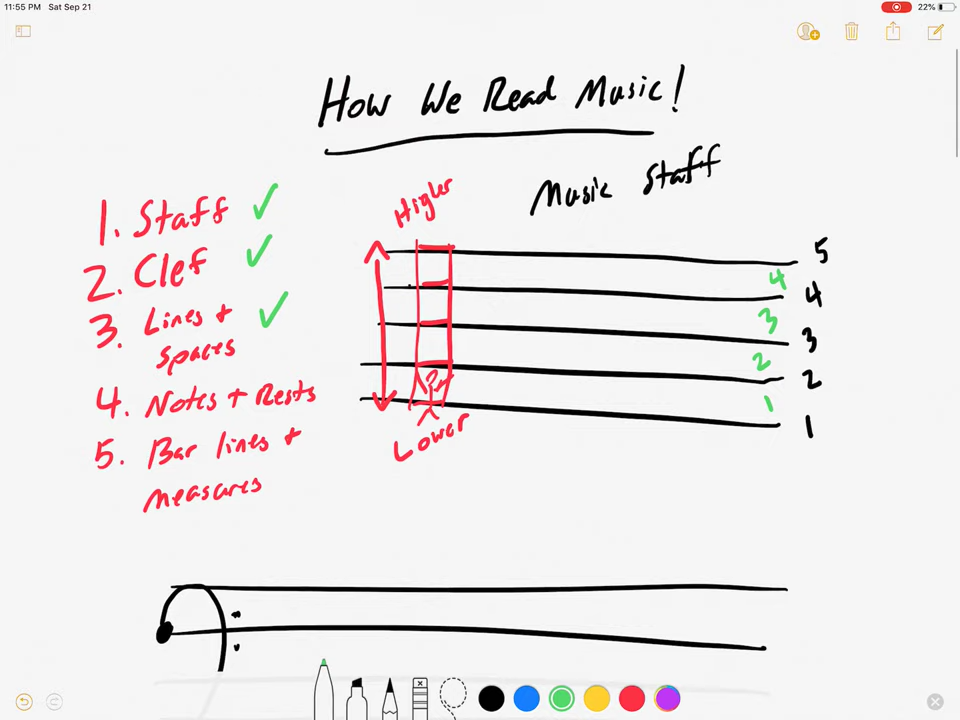 11:55 PM Sat Sep 21
22%
How We Read Music!
Music Staff
1. Staff ✓
2. Clef ✓
3. Lines + ✓
spaces
4. Notes + Rests
5. Bar lines +
measures
Higher
Lower
5
4
4
3
3
2
2
1
1